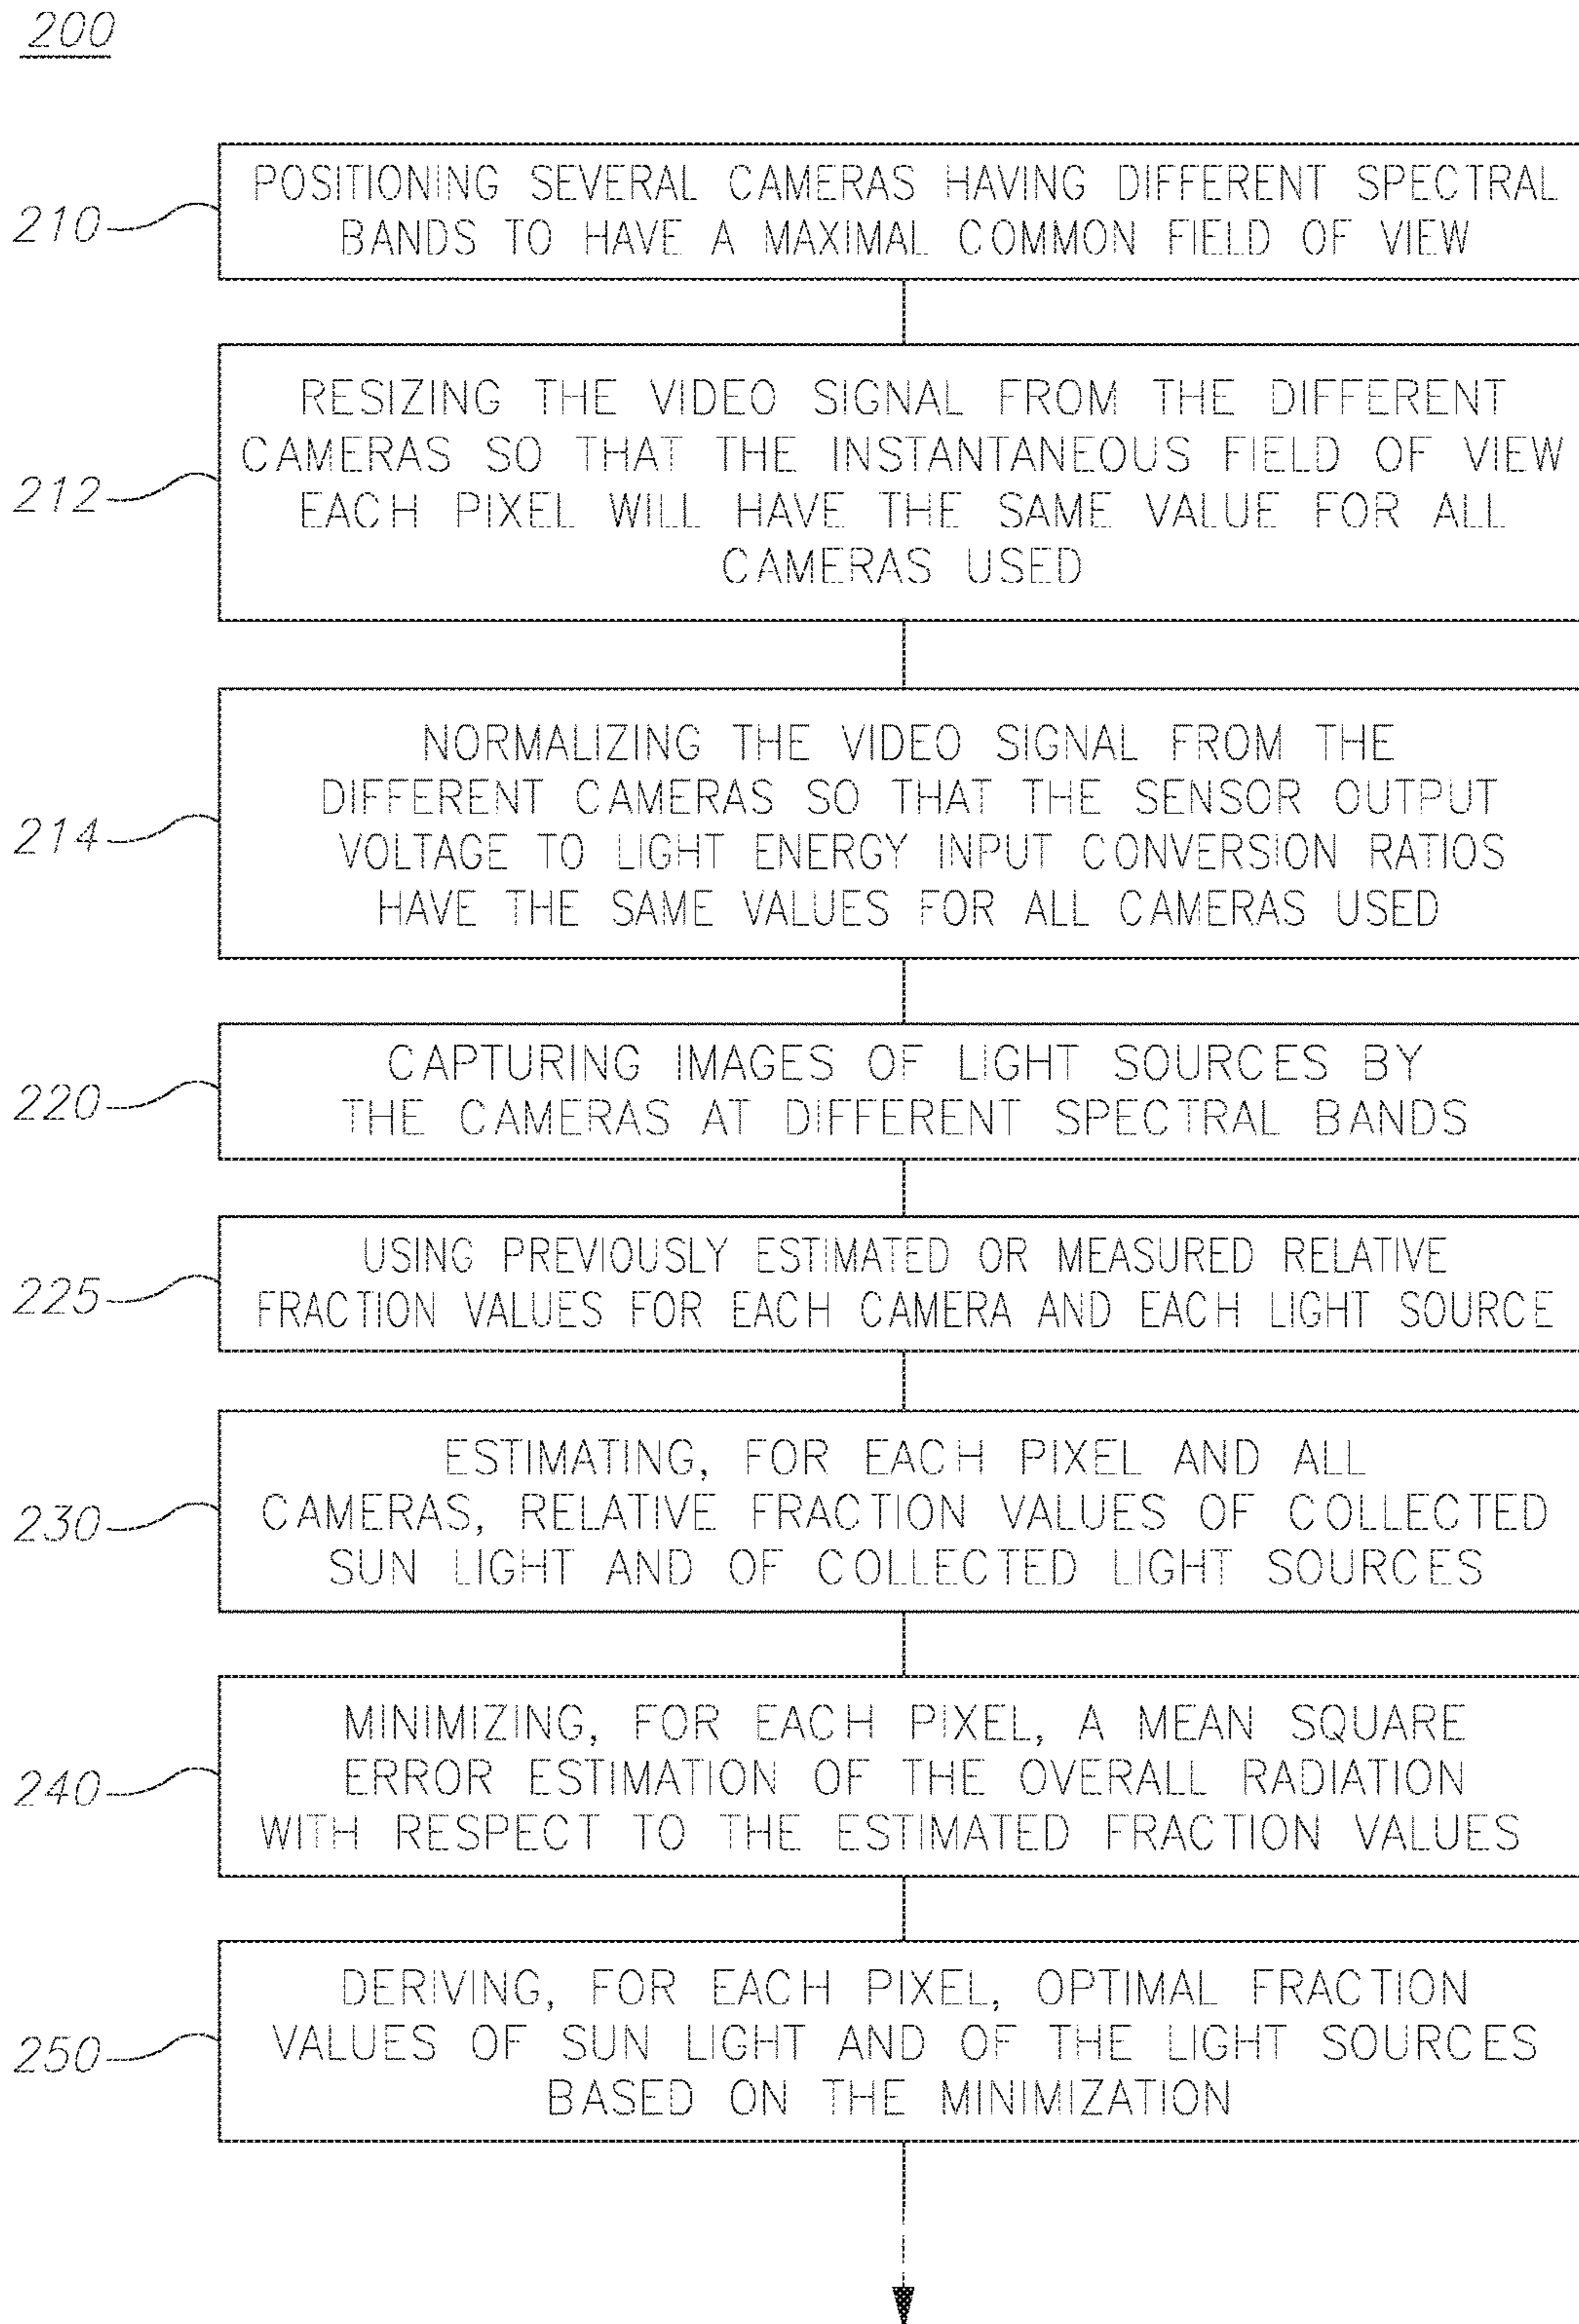 200
210
POSITIONING SEVERAL CAMERAS HAVING DIFFERENT SPECTRAL
BANDS TO HAVE A MAXIMAL COMMON FIELD OF VIEW
212
RESIZING THE VIDEO SIGNAL FROM THE DIFFERENT
CAMERAS SO THAT THE INSTANTANEOUS FIELD OF VIEW
EACH PIXEL WILL HAVE THE SAME VALUE FOR ALL
CAMERAS USED
214
NORMALIZING THE VIDEO SIGNAL FROM THE
DIFFERENT CAMERAS SO THAT THE SENSOR OUTPUT
VOLTAGE TO LIGHT ENERGY INPUT CONVERSION RATIOS
HAVE THE SAME VALUES FOR ALL CAMERAS USED
220
CAPTURING IMAGES OF LIGHT SOURCES BY
THE CAMERAS AT DIFFERENT SPECTRAL BANDS
225
USING PREVIOUSLY ESTIMATED OR MEASURED RELATIVE
FRACTION VALUES FOR EACH CAMERA AND EACH LIGHT SOURCE
230
ESTIMATING, FOR EACH PIXEL AND ALL
CAMERAS, RELATIVE FRACTION VALUES OF COLLECTED
SUN LIGHT AND OF COLLECTED LIGHT SOURCES
240
MINIMIZING, FOR EACH PIXEL, A MEAN SQUARE
ERROR ESTIMATION OF THE OVERALL RADIATION
WITH RESPECT TO THE ESTIMATED FRACTION VALUES
250
DERIVING, FOR EACH PIXEL, OPTIMAL FRACTION
VALUES OF SUN LIGHT AND OF THE LIGHT SOURCES
BASED ON THE MINIMIZATION